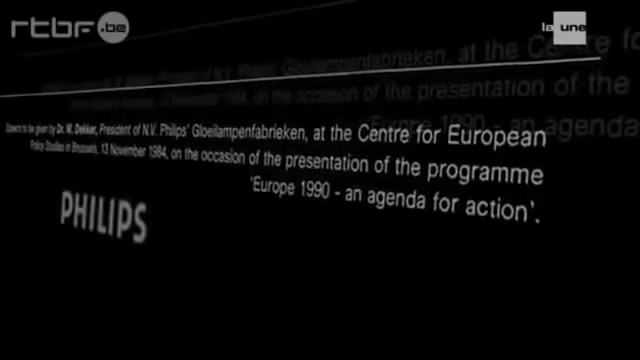 rtbf.be
la une
Speech to be given by Dr. W. Dekker, President of N.V. Philips' Gloeilampenfabrieken, at the Centre for European
Policy Studies in Brussels, 13 November 1984, on the occasion of the presentation of the programme
'Europe 1990 - an agenda for action'.
PHILIPS
Gloeilampenfabrieken, at the Centre fo
on the occasion of the presentation of the
'Europe 1990 - an agenda